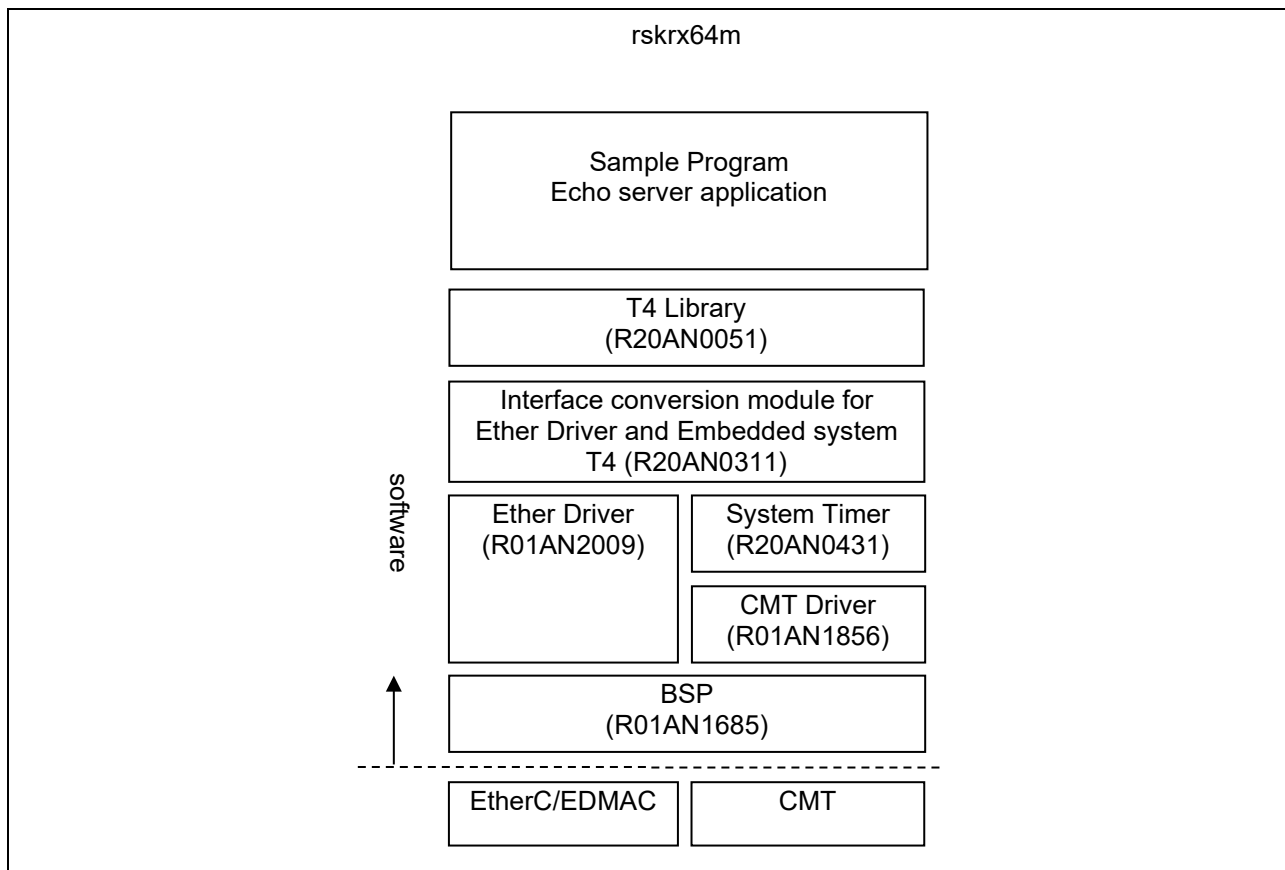 rskrx64m
Sample Program
Echo server application
T4 Library
(R20AN0051)
Interface conversion module for
Ether Driver and Embedded system
T4 (R20AN0311)
software
Ether Driver
(R01AN2009)
System Timer
(R20AN0431)
CMT Driver
(R01AN1856)
BSP
(R01AN1685)
EtherC/EDMAC
CMT